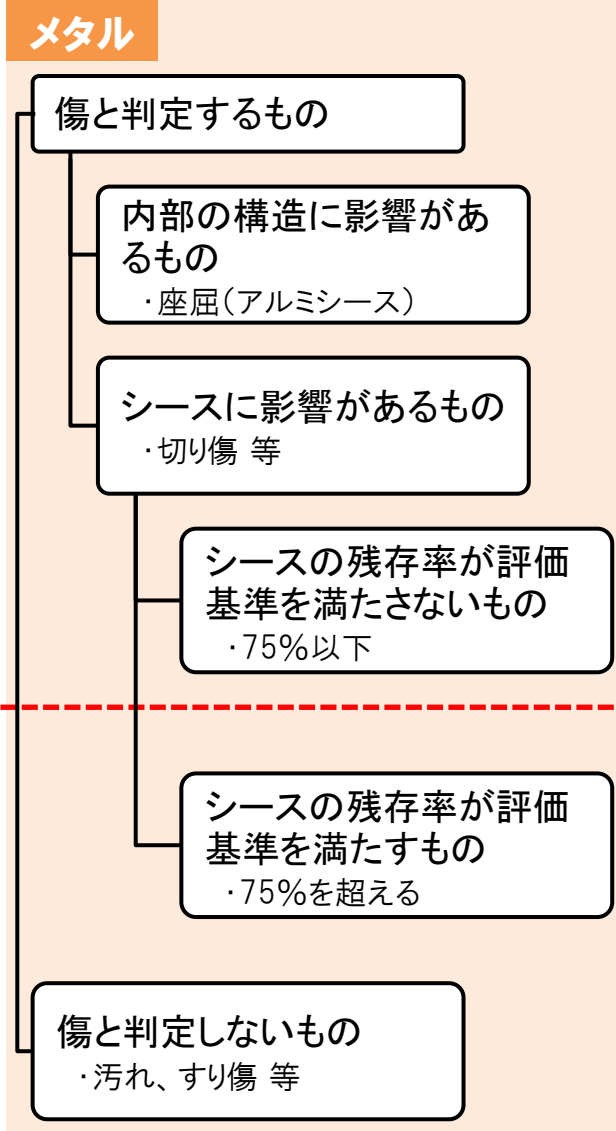 メタル
傷と判定するもの
内部の構造に影響があ
るもの
・座屈(アルミシース)
シースに影響があるもの
・切り傷 等
シースの残存率が評価
基準を満たさないもの
・75%以下
シースの残存率が評価
基準を満たすもの
・75%を超える
傷と判定しないもの
・汚れ、すり傷 等